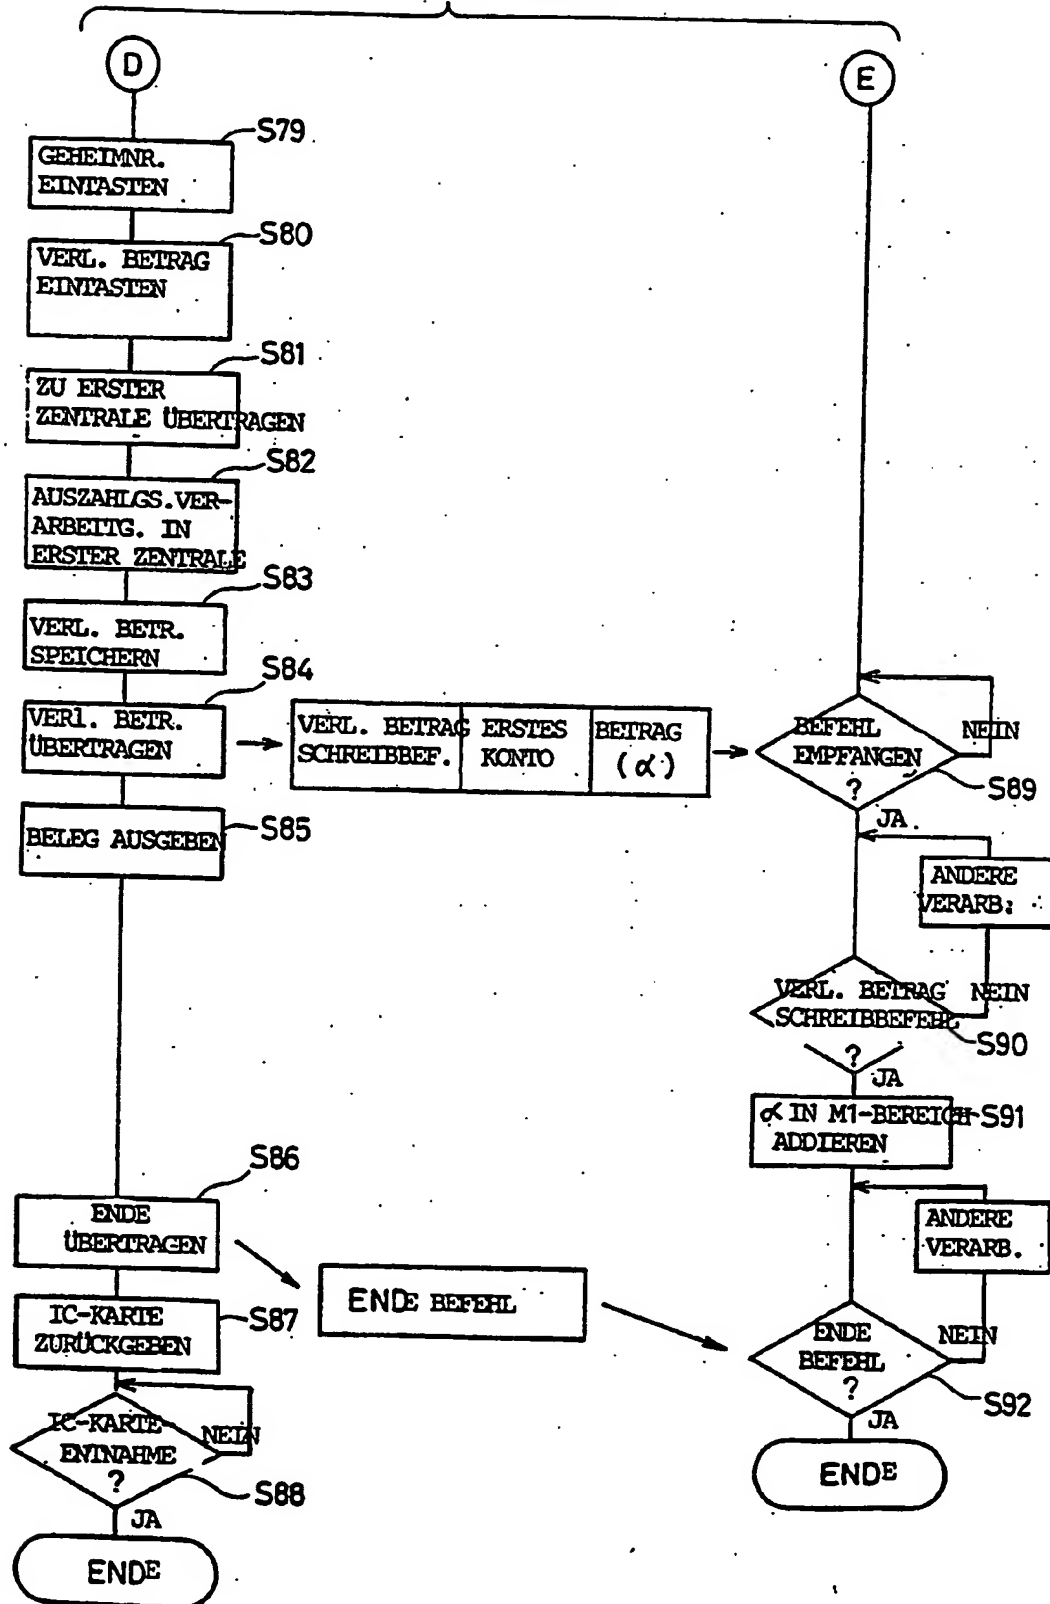 D
E
S79
GEHEIMNR.
EINTASTEN
S80
VERL. BETRAG
EINTASTEN
S81
ZU ERSTER
ZENTRALE ÜBERTRAGEN
S82
AUSZAHLGS.VER-
ARBEITG. IN
ERSTER ZENTRALE
S83
VERL. BETR.
SPEICHERN
S84
VERl. BETR.
ÜBERTRAGEN
VERL. BETRAG
SCHREIBBEF.
ERSTES
KONTO
BETRAG
(α)
BEFEHL
EMPFANGEN
?
NEIN
S89
JA
S85
BELEG AUSGEBEN
ANDERE
VERARB.
VERL. BETRAG
SCHREIBBEFEHL
?
NEIN
S90
JA
α IN M1-BEREICH
ADDIEREN
S91
S86
ENDE
ÜBERTRAGEN
ANDERE
VERARB.
ENDE BEFEHL
S87
IC-KARTE
ZURÜCKGEBEN
ENDE
BEFEHL
?
NEIN
S92
JA
IC-KARTE
ENTNAHME
?
NEIN
S88
JA
ENDE
ENDE